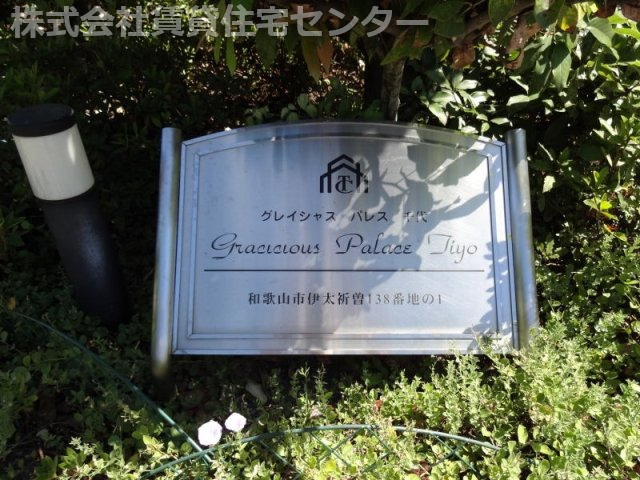 株式会社賃貸住宅センター
TC
グレイシャス パレス 千代
Gracicious Palace Tiyo
和歌山市伊太祈曽138番地の1